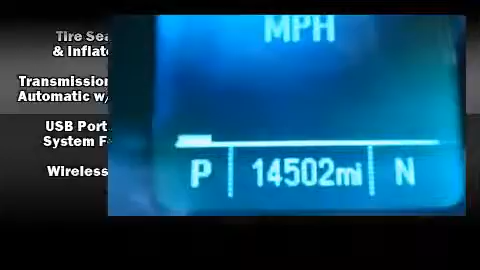 Tire Sea
& Inflat
Transmission
Automatic w/
USB Port
System F
Wireless
MPH
P 14502mi N